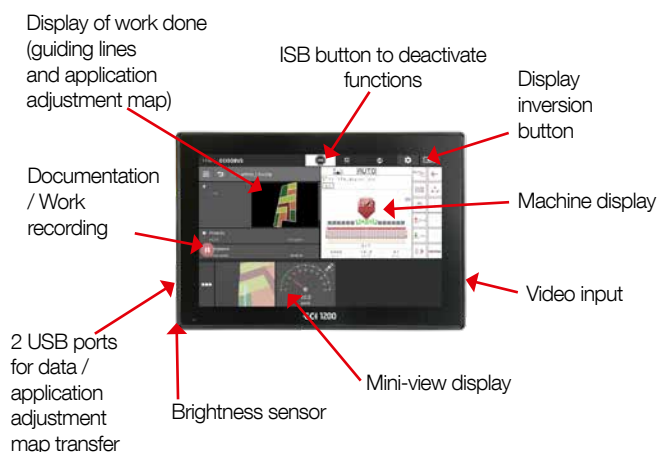 Display of work done
(guiding lines
and application
adjustment map)
ISB button to deactivate
functions
Display
inversion
button
Documentation
/ Work
recording
AUTO
Machine display
Video input
CCI 1200
2 USB ports
for data /
application
adjustment
map transfer
Mini-view display
Brightness sensor